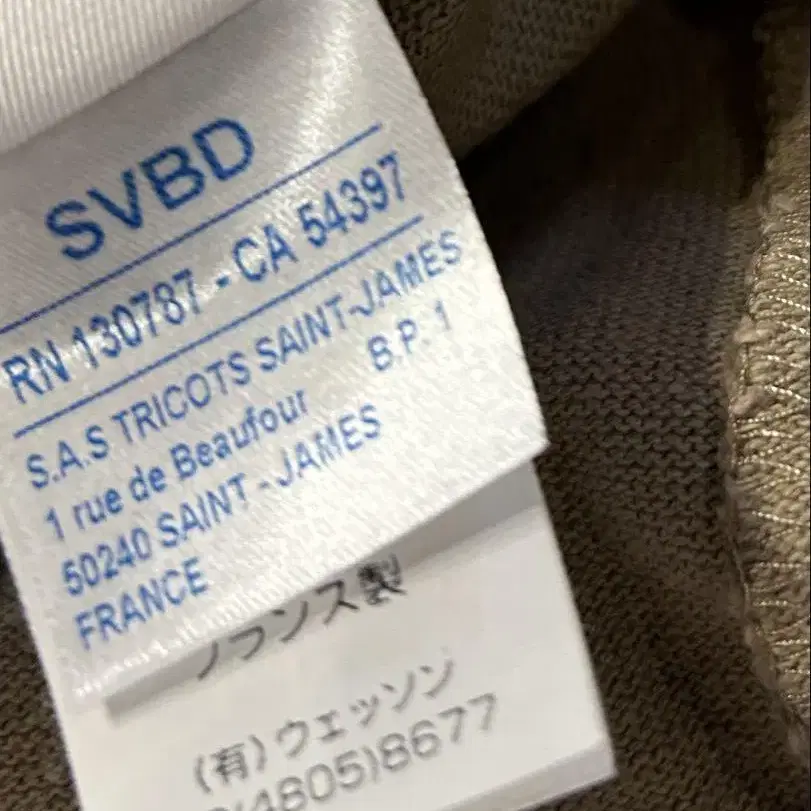 SVBD
RN 130787 - CA 54397
S.A.S TRICOTS SAINT-JAMES
1 rue de Beaufour B.P. 1
50240 SAINT-JAMES
FRANCE
フランス製
(有)ウェッソン
(4805)8677